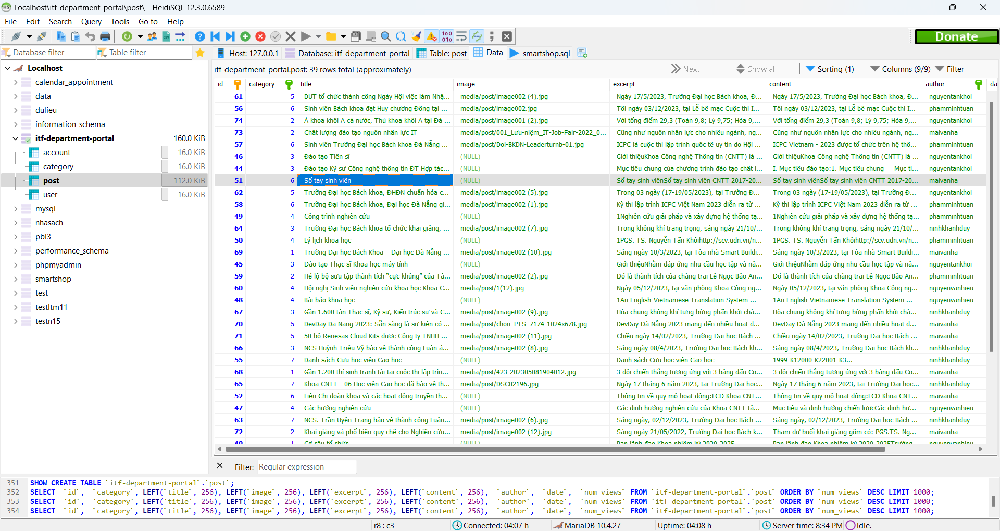 Localhost\itf-department-portal\post\ - HeidiSQL 12.3.0.6589
File Edit Search Query Tools Go to Help
Donate
Database filter Table filter
Host: 127.0.0.1 Database: itf-department-portal Table: post Data smartshop.sql
itf-department-portal.post: 39 rows total (approximately) Next Show all Sorting (1) Columns (9/9) Filter
Localhost
calendar_appointment
data
dulieu
information_schema
itf-department-portal 160.0 KiB
account 16.0 KiB
category 16.0 KiB
post 112.0 KiB
user 16.0 KiB
mysql
nhasach
pbl3
performance_schema
phpmyadmin
smartshop
test
testltm11
testn15
id category title image excerpt content author da
61 5 DUT tổ chức thành công Ngày Hội việc làm Nhậ... media/post/image002 (4).jpg Ngày 17/5/2023, Trường Đại học Bách khoa, Đ... Ngày 17/5/2023, Trường Đại học Bách khoa, Đ... nguyentankhoi
56 6 Sinh viên Bách khoa đạt Huy chương Đồng tại ... media/post/image002.jpg Tối ngày 03/12/2023, tại Lễ bế mạc Cuộc thi I... Tối ngày 03/12/2023, tại Lễ bế mạc Cuộc thi I... phamminhtuan
74 2 Á khoa khối A cả nước, Thủ khoa khối A tại Đà ... media/post/image001 (2).jpg Với tổng điểm 29,3 (Toán 9,8; Lý 9,75; Hóa 9,... Với tổng điểm 29,3 (Toán 9,8; Lý 9,75; Hóa 9,... phamminhtuan
73 2 Chất lượng đào tạo nguồn nhân lực IT media/post/001_Lưu-niệm_IT-Job-Fair-2022_0... Cũng như nguồn nhân lực cho nhiều ngành, ng... Cũng như nguồn nhân lực cho nhiều ngành, ng... maivanha
57 6 Sinh viên Trường Đại học Bách khoa Đà Nẵng ... media/post/Doi-BKDN-Leaderturnb-01.jpg ICPC là cuộc thi lập trình quốc tế uy tín do Hội ... ICPC Vietnam - 2023 được tổ chức trên hệ thố... phamminhtuan
46 3 Đào tạo Tiến sĩ (NULL) Giới thiệuKhoa Công nghệ Thông tin (CNTT) là ... Giới thiệuKhoa Công nghệ Thông tin (CNTT) là ... nguyentankhoi
44 3 Đào tạo Kỹ sư Công nghệ thông tin ĐT Hợp tác... (NULL) Mục tiêu chung của chương trình đào tạo chất l... I. Mục tiêu đào tạo:1. Mục tiêu chung Mục ti... nguyentankhoi
51 6 Sổ tay sinh viên (NULL) Sổ tay sinh viênSổ tay sinh viên CNTT 2017-20... Sổ tay sinh viênSổ tay sinh viên CNTT 2017-20... maivanha
62 5 Trường Đại học Bách khoa, ĐHĐN chuẩn hóa c... media/post/image002 (5).jpg Trong 03 ngày (17-19/05/2023), tại Trường Đ... Trong 03 ngày (17-19/05/2023), tại Trường Đ... nguyentankhoi
58 6 Trường Đại học Bách khoa, Đại học Đà Nẵng gi... media/post/image002 (1).jpg Kỳ thi lập trình ICPC Việt Nam 2023 diễn ra từ ... Kỳ thi lập trình ICPC Việt Nam 2023 diễn ra từ ... phamminhtuan
49 4 Công trình nghiên cứu (NULL) 1Nghiên cứu giải pháp và xây dựng hệ thống tạ... 1Nghiên cứu giải pháp và xây dựng hệ thống tạ... phamminhtuan
64 3 Trường Đại học Bách khoa tổ chức khai giảng, ... media/post/image002 (7).jpg Trong không khí trang trọng, sáng ngày 21/10/... Trong không khí trang trọng, sáng ngày 21/10/... ninhkhanhduy
50 4 Lý lịch khoa học (NULL) 1PGS. TS. Nguyễn Tấn Khôihttp://scv.udn.vn/n... 1PGS. TS. Nguyễn Tấn Khôihttp://scv.udn.vn/n... phamminhtuan
69 1 Trường Đại học Bách Khoa – Đại học Đà Nẵng ... media/post/image002 (10).jpg Sáng ngày 10/3/2023, tại Tòa nhà Smart Buildi... Sáng ngày 10/3/2023, tại Tòa nhà Smart Buildi... maivanha
45 3 Đào tạo Thạc sĩ Khoa học máy tính (NULL) Giới thiệuNhằm đáp ứng nhu cầu học tập và nâ... Giới thiệuNhằm đáp ứng nhu cầu học tập và nâ... nguyentankhoi
59 2 Hé lộ bộ sưu tập thành tích “cực khủng” của Tâ... media/post/image002 (2).jpg Đó là thành tích của chàng trai Lê Ngọc Bảo An... Đó là thành tích của chàng trai Lê Ngọc Bảo An... phamminhtuan
60 4 Hội nghị Sinh viên nghiên cứu khoa học Khoa C... media/post/1(12).jpg Ngày 05/12/2023, tại văn phòng Khoa Công ng... Ngày 05/12/2023, tại văn phòng Khoa Công ng... nguyenvanhieu
48 4 Bài báo khoa học (NULL) 1An English-Vietnamese Translation System ... 1An English-Vietnamese Translation System ... nguyenvanhieu
67 3 Gần 1.600 tân Thạc sĩ, Kỹ sư, Kiến trúc sư và C... media/post/image002 (9).jpg Hòa chung không khí tưng bừng phấn khởi chà... Hòa chung không khí tưng bừng phấn khởi chà... ninhkhanhduy
70 5 DevDay Da Nang 2023: Sẵn sàng là sự kiện có ... media/post/chon_PTS_7174-1024x678.jpg DevDay Đà Nẵng 2023 mang đến nhiều hoạt đ... DevDay Đà Nẵng 2023 mang đến nhiều hoạt đ... maivanha
71 5 50 bộ Renesas Cloud Kits được Công ty TNHH ... media/post/image002 (11).jpg Chiều ngày 14/02/2023, Trường Đại học Bách ... Chiều ngày 14/02/2023, Trường Đại học Bách ... maivanha
66 3 NCS Huỳnh Triệu Vỹ bảo vệ thành công Luận á... media/post/image002 (8).jpg Sáng ngày 08/4/2023, Trường Đại học Bách kh... Sáng ngày 08/4/2023, Trường Đại học Bách kh... ninhkhanhduy
55 7 Danh sách Cựu học viên Cao học (NULL) Danh sách Cựu học viên Cao học 1999-K12000-K22001-K3... ninhkhanhduy
68 1 Gần 1.200 thí sinh tranh tài tại cuộc thi lập trìn... media/post/423-202305081904012.jpg 3 đội chiến thắng tương ứng với 3 bảng đấu Co... 3 đội chiến thắng tương ứng với 3 bảng đấu Co... maivanha
65 7 Khoa CNTT - 06 Học viên Cao học đã bảo vệ th... media/post/DSC02196.jpg Ngày 17 tháng 6 năm 2023, tại Trường Đại học... Ngày 17 tháng 6 năm 2023, tại Trường Đại học... ninhkhanhduy
52 6 Liên Chi đoàn khoa và các hoạt động truyền th... (NULL) Thông tin về quy mô hoạt động:LCĐ Khoa CNT... Thông tin về quy mô hoạt động:LCĐ Khoa CNT... maivanha
47 4 Các hướng nghiên cứu (NULL) Các định hướng nghiên cứu của Khoa CNTT tậ... Mục tiêu và định hướng chiến lượcCác định hư... nguyenvanhieu
63 7 NCS. Trần Uyên Trang bảo vệ thành công Luận... media/post/image002 (6).jpg Sáng ngày, 02/12/2023, Trường Đại học Bách ... Sáng ngày, 02/12/2023, Trường Đại học Bách ... ninhkhanhduy
72 2 Khai giảng và phổ biến quy chế cho Nghiên cứu... media/post/image002 (12).jpg Sáng ngày 21/05/2022, Trường Đại học Bách k... Tham dự buổi khai giảng gồm có: PGS.TS. Ng... maivanha
Filter: Regular expression
351 SHOW CREATE TABLE `itf-department-portal`.`post`;
352 SELECT `id`, `category`, LEFT(`title`, 256), LEFT(`image`, 256), LEFT(`excerpt`, 256), LEFT(`content`, 256), `author`, `date`, `num_views` FROM `itf-department-portal`.`post` ORDER BY `num_views` DESC LIMIT 1000;
353 SELECT `id`, `category`, LEFT(`title`, 256), LEFT(`image`, 256), LEFT(`excerpt`, 256), LEFT(`content`, 256), `author`, `date`, `num_views` FROM `itf-department-portal`.`post` ORDER BY `num_views` DESC LIMIT 1000;
354 SELECT `id`, `category`, LEFT(`title`, 256), LEFT(`image`, 256), LEFT(`excerpt`, 256), LEFT(`content`, 256), `author`, `date`, `num_views` FROM `itf-department-portal`.`post` ORDER BY `num_views` DESC LIMIT 1000;
r8 : c3 Connected: 04:07 h MariaDB 10.4.27 Uptime: 04:08 h Server time: 8:34 PM Idle.